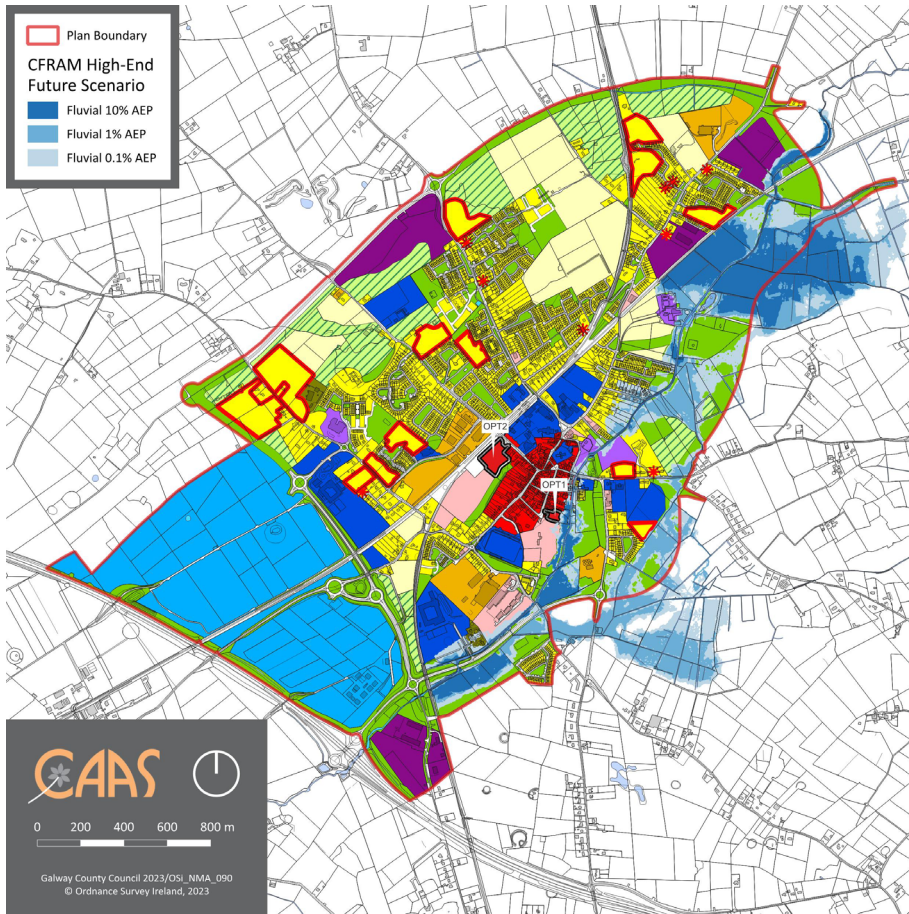 Plan Boundary
CFRAM High-End
Future Scenario
Fluvial 10% AEP
Fluvial 1% AEP
Fluvial 0.1% AEP
OPT2
OPT1
CAAS
0 200 400 600 800 m
Galway County Council 2023/OSi_NMA_090
© Ordnance Survey Ireland, 2023